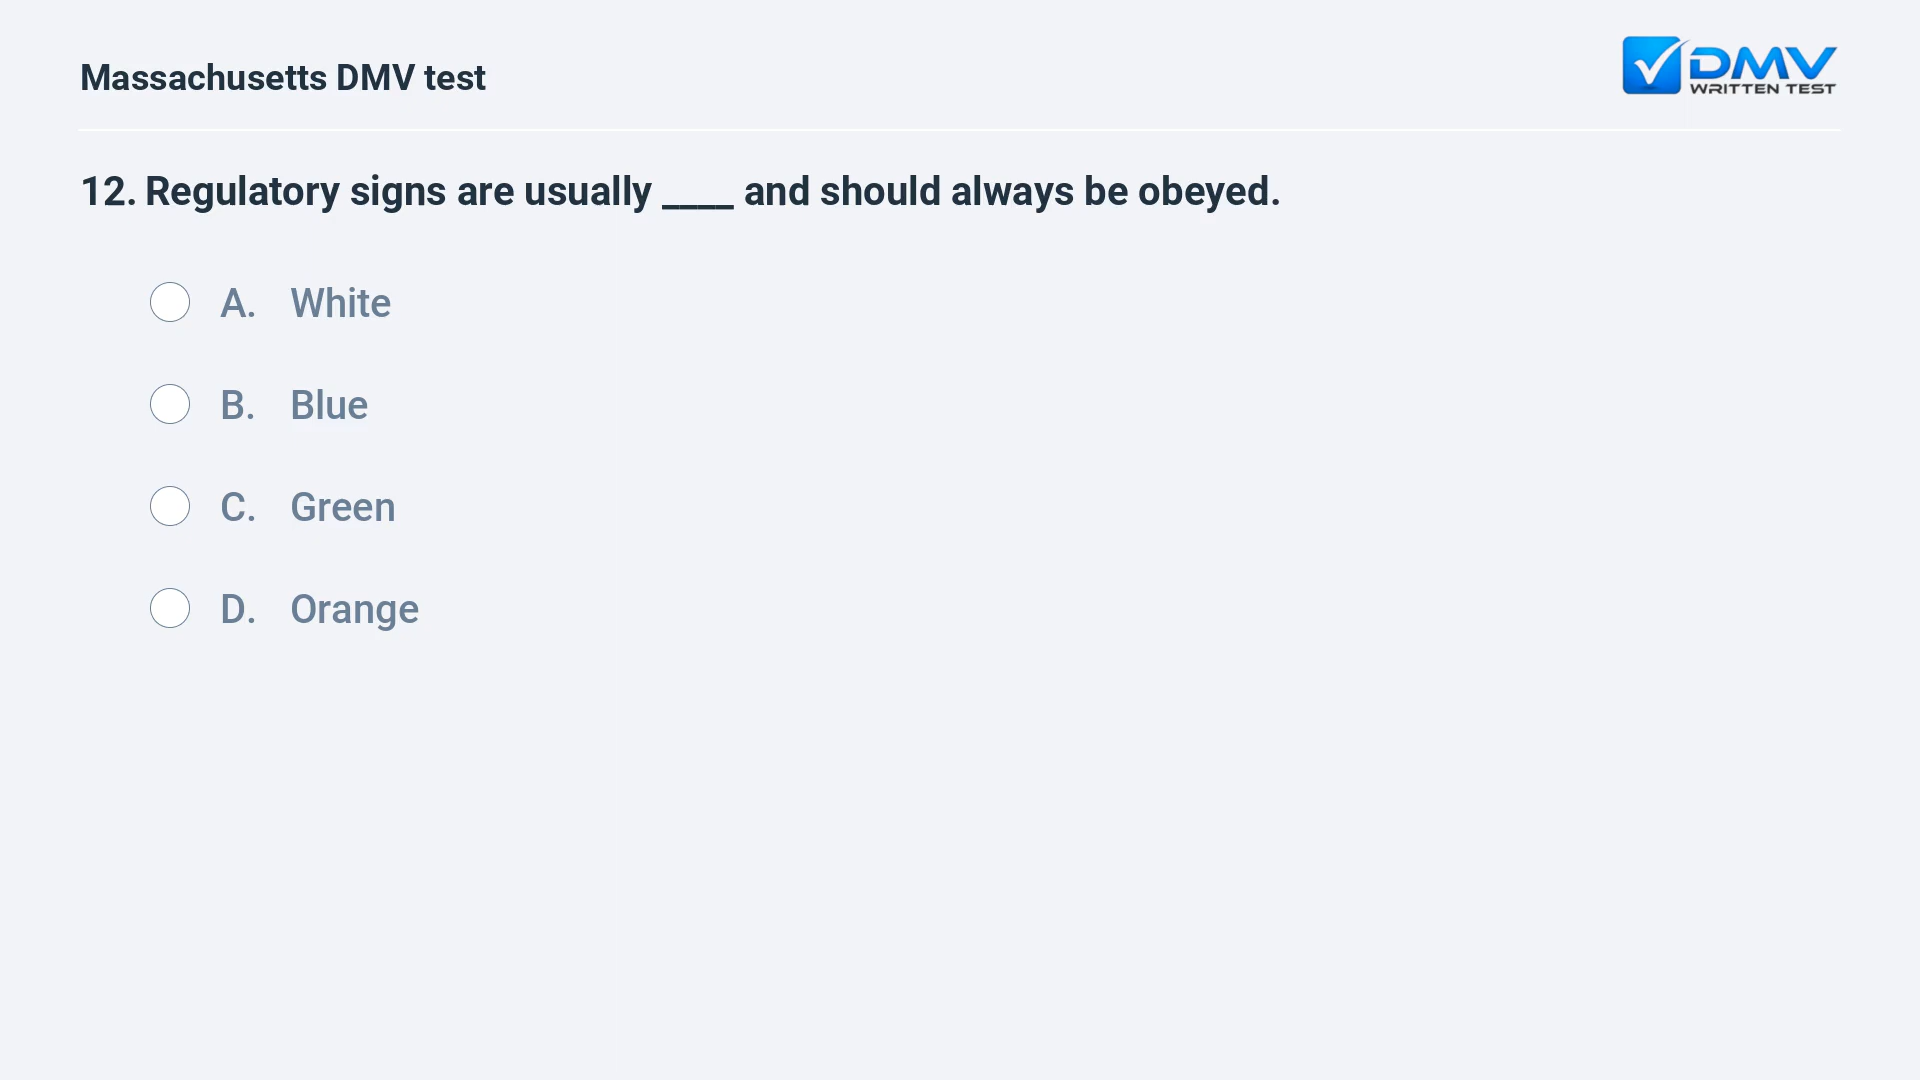 Massachusetts DMV test
DMV
WRITTEN TEST
12. Regulatory signs are usually ____ and should always be obeyed.
A. White
B. Blue
C. Green
D. Orange